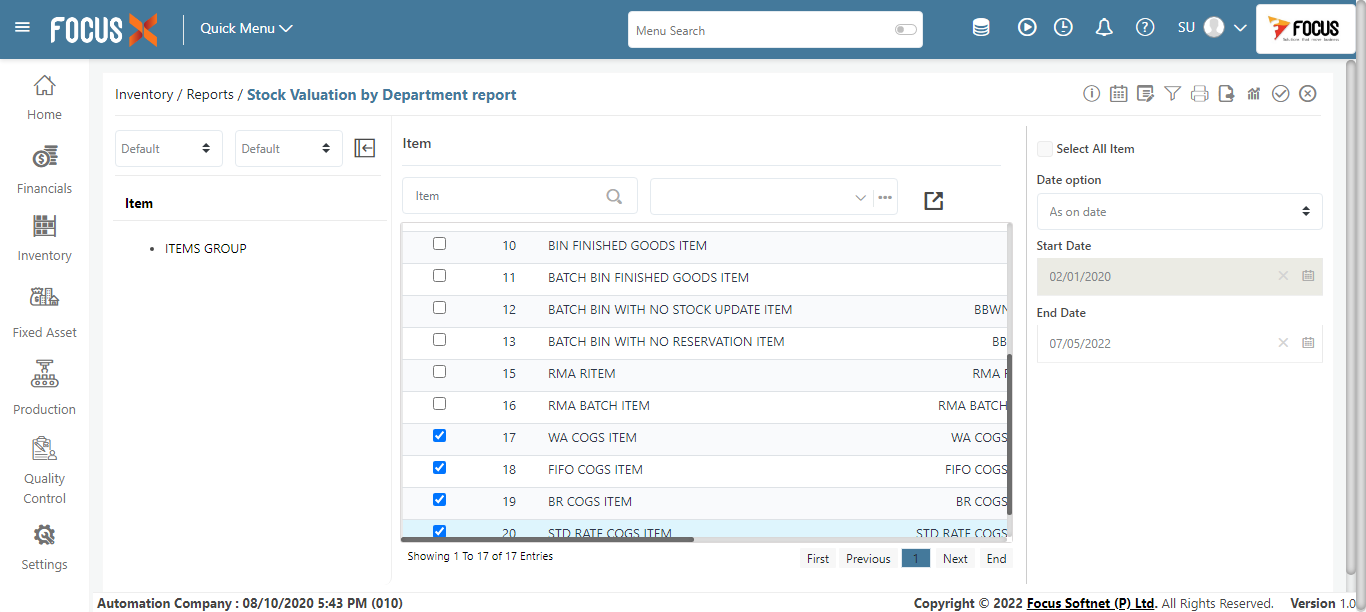 FOCUS X Quick Menu Menu Search SU FOCUS
Home
Financials
Inventory
Fixed Asset
Production
Quality
Control
Settings
Inventory / Reports / Stock Valuation by Department report
Default Default
Item
ITEMS GROUP
Item
Item
10 BIN FINISHED GOODS ITEM
11 BATCH BIN FINISHED GOODS ITEM
12 BATCH BIN WITH NO STOCK UPDATE ITEM BBWN
13 BATCH BIN WITH NO RESERVATION ITEM BB
15 RMA RITEM RMA R
16 RMA BATCH ITEM RMA BATCH
17 WA COGS ITEM WA COGS
18 FIFO COGS ITEM FIFO COGS
19 BR COGS ITEM BR COGS
20 STD RATE COGS ITEM STD RATE COGS
Showing 1 To 17 of 17 Entries First Previous 1 Next End
Select All Item
Date option
As on date
Start Date
02/01/2020
End Date
07/05/2022
Automation Company : 08/10/2020 5:43 PM (010) Copyright © 2022 Focus Softnet (P) Ltd. All Rights Reserved. Version 1.0